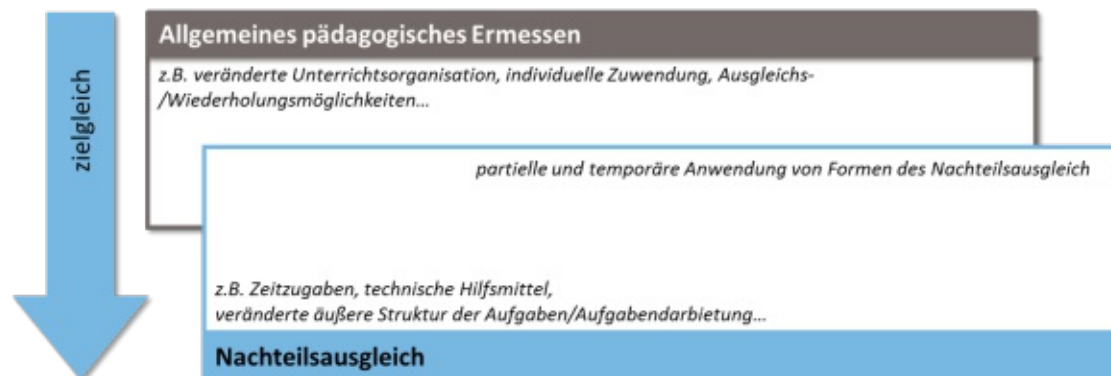 zielgleich
Allgemeines pädagogisches Ermessen
z.B. veränderte Unterrichtsorganisation, individuelle Zuwendung, Ausgleichs-
/Wiederholungsmöglichkeiten…
partielle und temporäre Anwendung von Formen des Nachteilsausgleich
z.B. Zeitzugaben, technische Hilfsmittel,
veränderte äußere Struktur der Aufgaben/Aufgabendarbietung…
Nachteilsausgleich